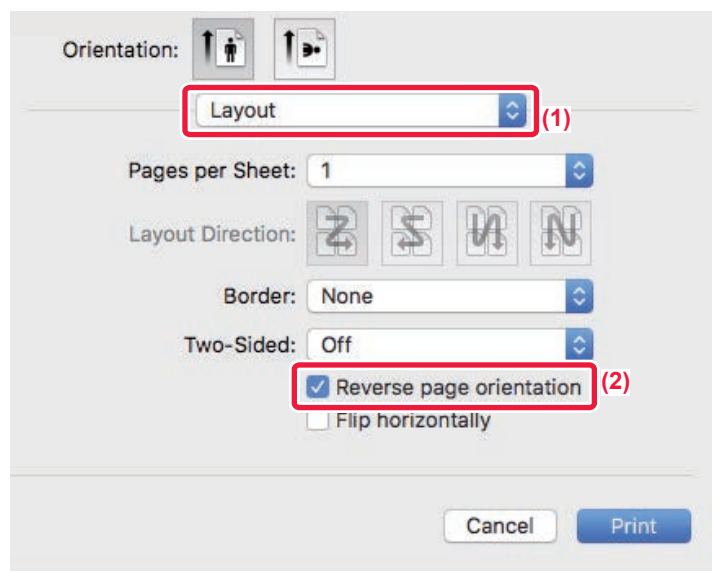 Orientation:
Layout
(1)
Pages per Sheet: 1
Layout Direction:
Border: None
Two-Sided: Off
Reverse page orientation
(2)
Flip horizontally
Cancel Print